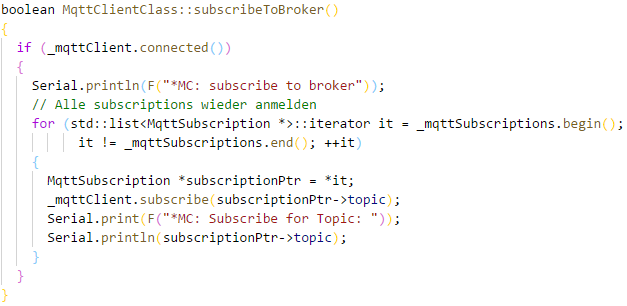 boolean MqttClientClass::subscribeToBroker()
{
  if (_mqttClient.connected())
  {
    Serial.println(F("*MC: subscribe to broker"));
    // Alle subscriptions wieder anmelden
    for (std::list<MqttSubscription *>::iterator it = _mqttSubscriptions.begin();
         it != _mqttSubscriptions.end(); ++it)
    {
      MqttSubscription *subscriptionPtr = *it;
      _mqttClient.subscribe(subscriptionPtr->topic);
      Serial.print(F("*MC: Subscribe for Topic: "));
      Serial.println(subscriptionPtr->topic);
    }
  }
}